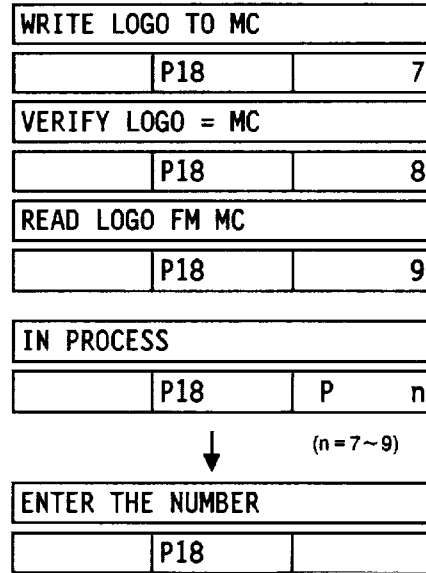 WRITE LOGO TO MC
P18 7
VERIFY LOGO = MC
P18 8
READ LOGO FM MC
P18 9
IN PROCESS
P18 P n
(n = 7~9)
ENTER THE NUMBER
P18